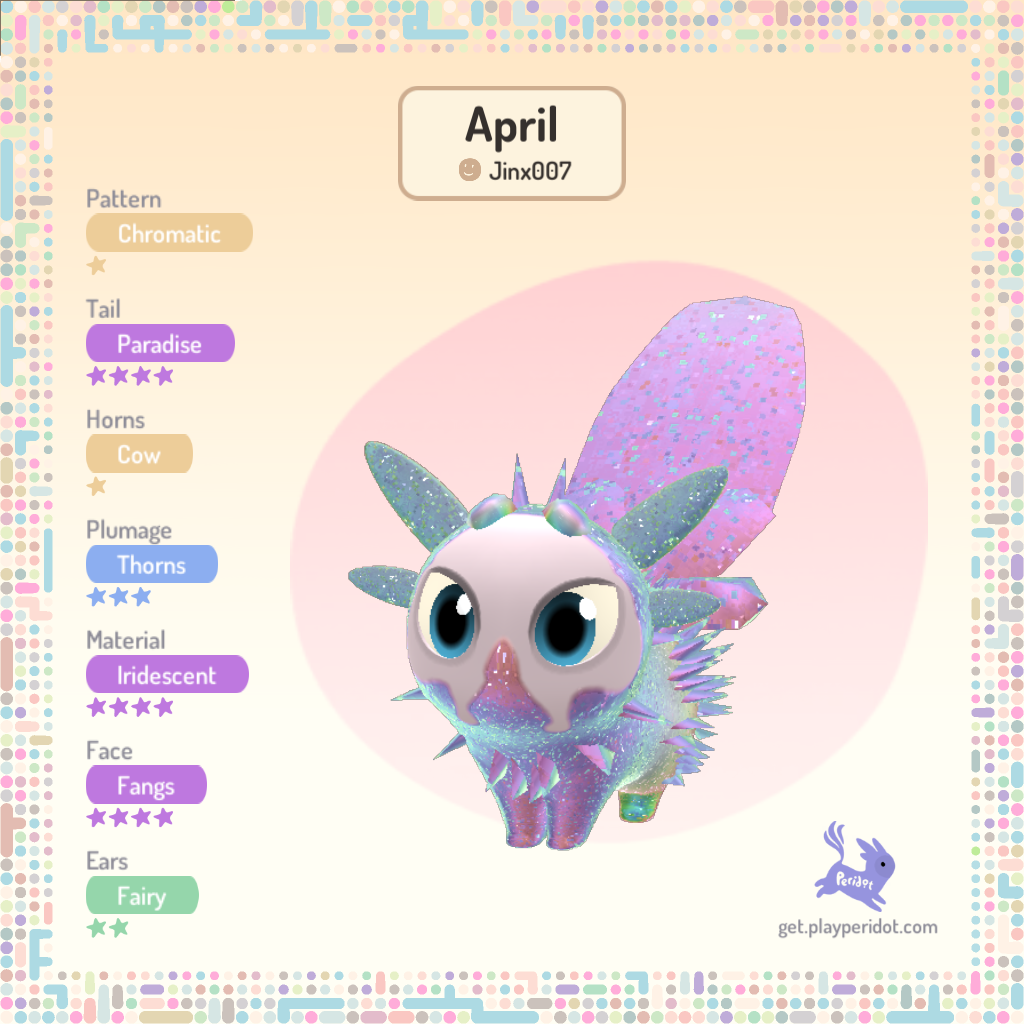 April
Jinx007
Pattern
Chromatic
Tail
Paradise
Horns
Cow
Plumage
Thorns
Material
Iridescent
Face
Fangs
Ears
Fairy
Peridot
get.playperidot.com